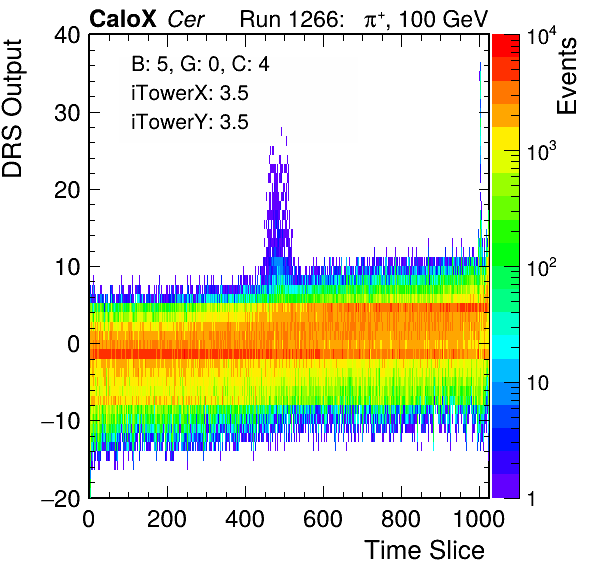 CaloX Cer Run 1266: π⁺, 100 GeV
B: 5, G: 0, C: 4
iTowerX: 3.5
iTowerY: 3.5
DRS Output
40
30
20
10
0
−10
−20
0 200 400 600 800 1000
Time Slice
Events
10⁴
10³
10²
10
1